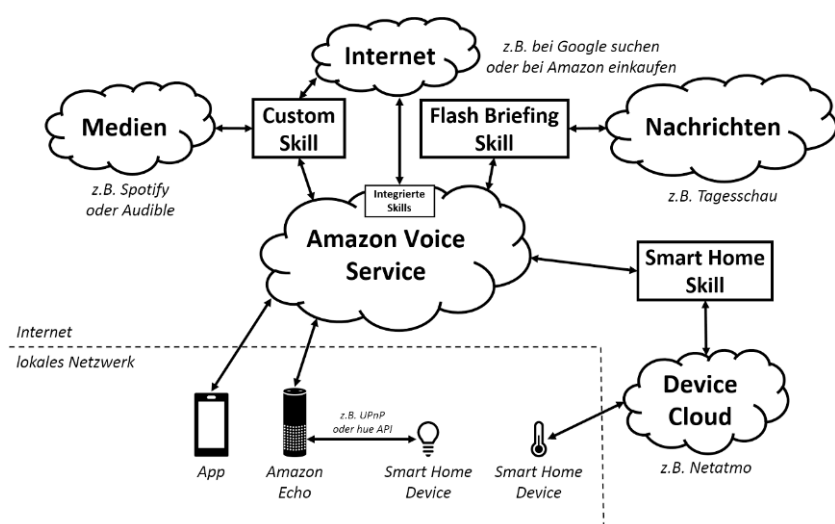 Internet
z.B. bei Google suchen
oder bei Amazon einkaufen
Medien
Custom
Skill
Flash Briefing
Skill
Nachrichten
z.B. Spotify
oder Audible
Integrierte
Skills
z.B. Tagesschau
Amazon Voice
Service
Smart Home
Skill
Internet
lokales Netzwerk
Device
Cloud
z.B. UPnP
oder hue API
App
Amazon
Echo
Smart Home
Device
Smart Home
Device
z.B. Netatmo